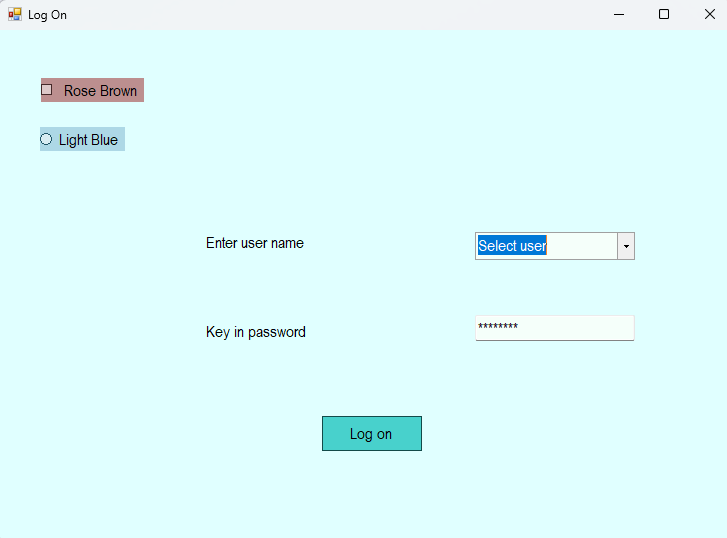 Log On
Rose Brown
Light Blue
Enter user name
Select user
Key in password
********
Log on